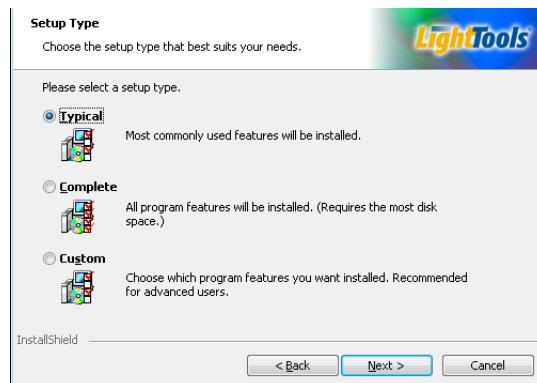 Setup Type
Choose the setup type that best suits your needs.
LightTools
Please select a setup type.
Typical
Most commonly used features will be installed.
Complete
All program features will be installed. (Requires the most disk
space.)
Custom
Choose which program features you want installed. Recommended
for advanced users.
InstallShield
< Back Next > Cancel